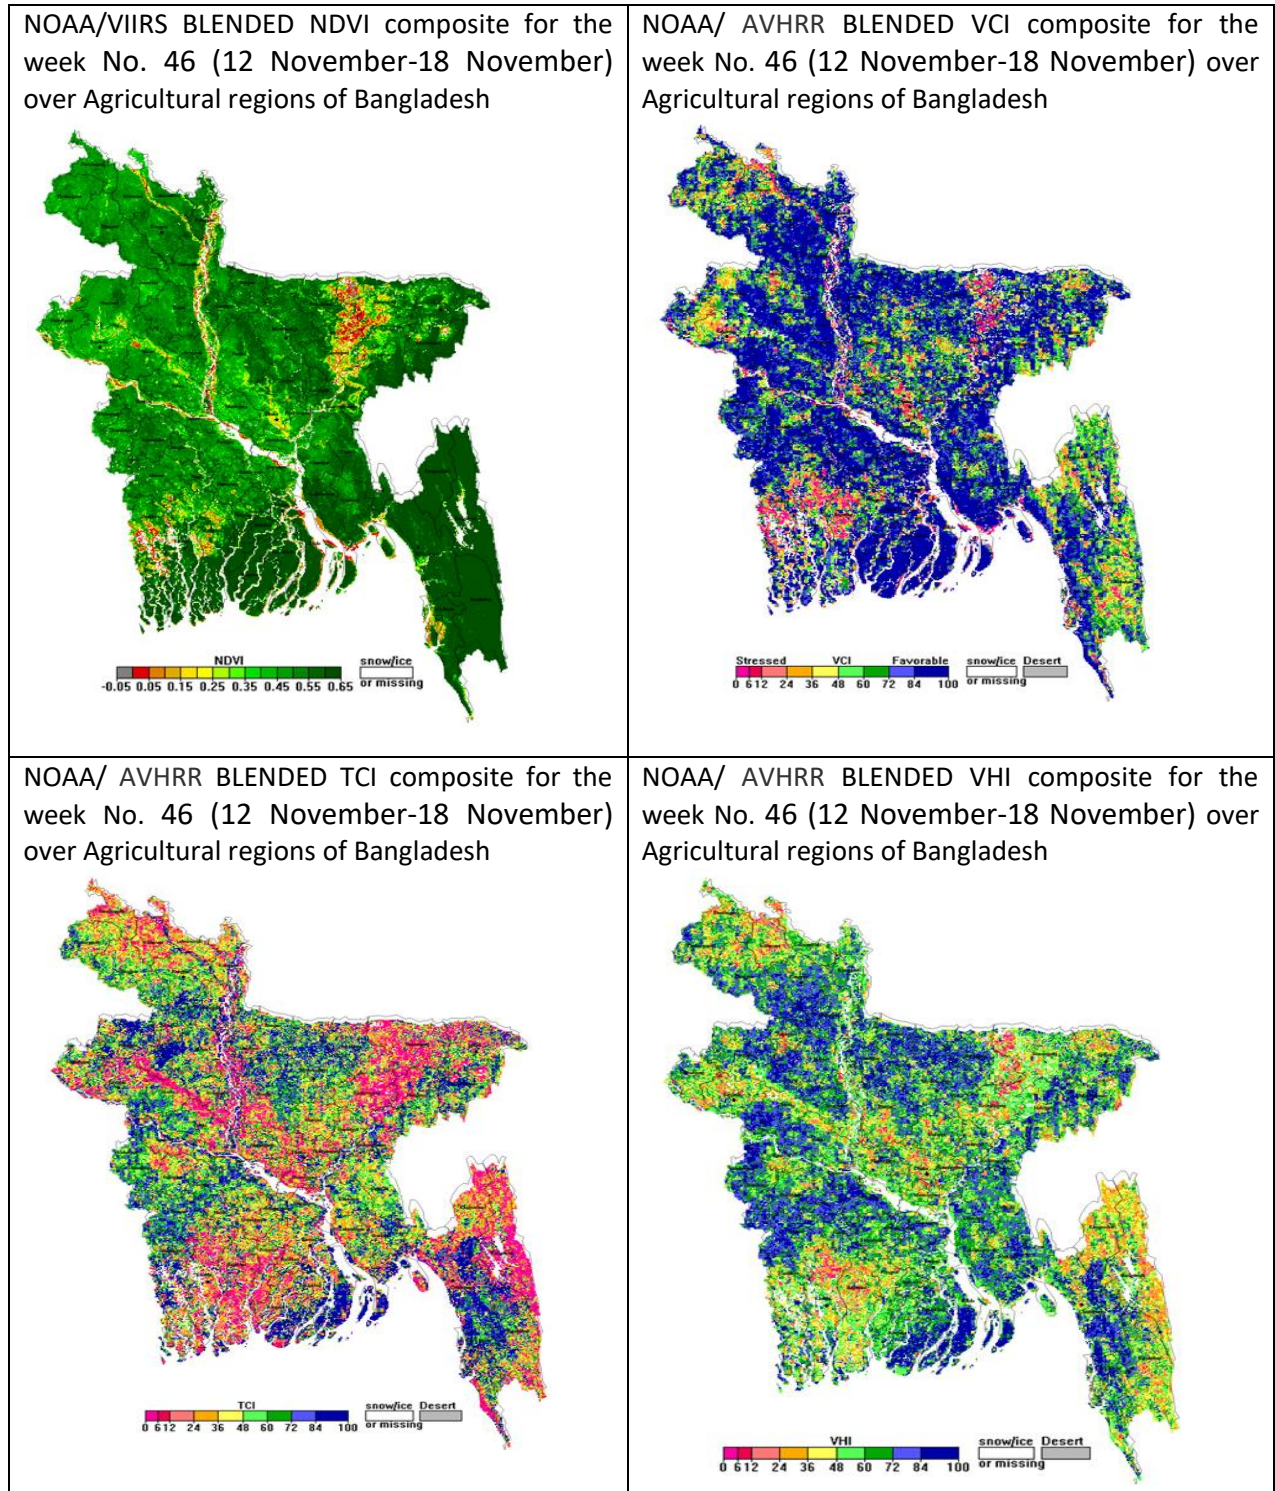 NOAA/VIIRS BLENDED NDVI composite for the
week No. 46 (12 November-18 November)
over Agricultural regions of Bangladesh
NDVI
-0.05 0.05 0.15 0.25 0.35 0.45 0.55 0.65
snow/ice
or missing
NOAA/ AVHRR BLENDED VCI composite for the
week No. 46 (12 November-18 November) over
Agricultural regions of Bangladesh
Stressed VCI Favorable
0 6 12 24 36 48 60 72 84 100
snow/ice Desert
or missing
NOAA/ AVHRR BLENDED TCI composite for the
week No. 46 (12 November-18 November)
over Agricultural regions of Bangladesh
TCI
0 6 12 24 36 48 60 72 84 100
snow/ice Desert
or missing
NOAA/ AVHRR BLENDED VHI composite for the
week No. 46 (12 November-18 November) over
Agricultural regions of Bangladesh
VHI
0 6 12 24 36 48 60 72 84 100
snow/ice Desert
or missing